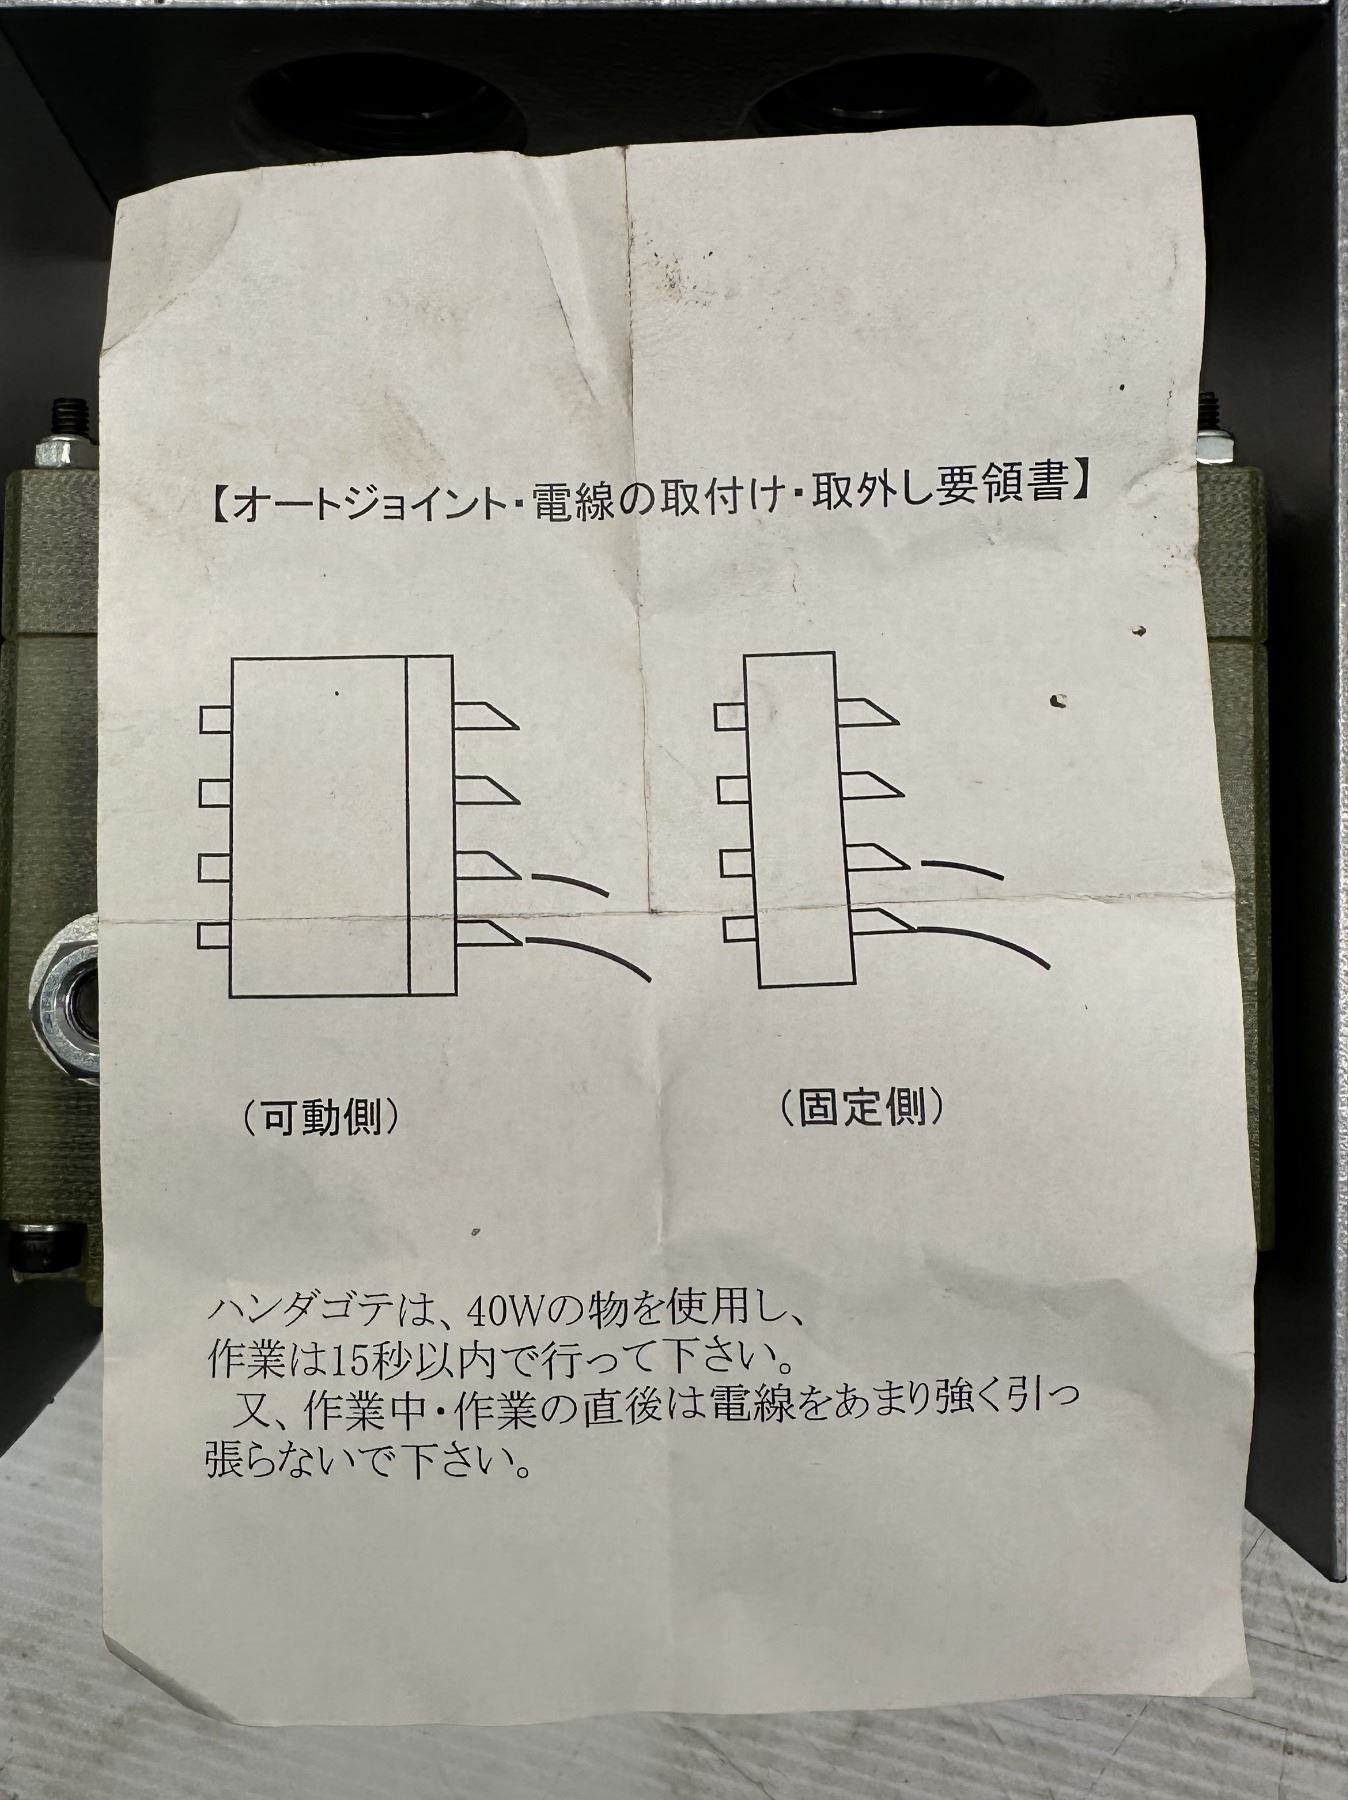 【オートジョイント・電線の取付け・取外し要領書】
（可動側）
（固定側）
ハンダゴテは、40Wの物を使用し、
作業は15秒以内で行って下さい。
又、作業中・作業の直後は電線をあまり強く引っ
張らないで下さい。